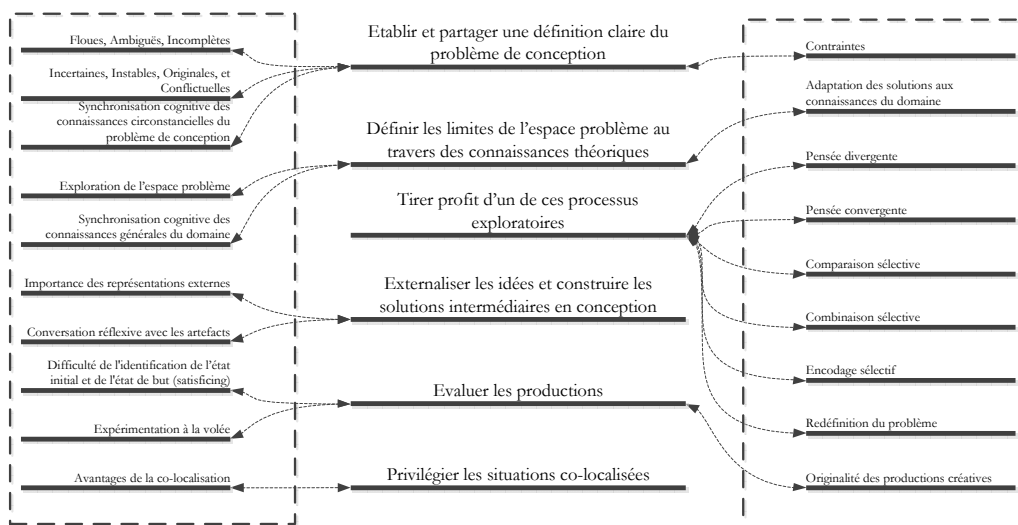 Floues, Ambiguës, Incomplètes
Incertaines, Instables, Originales, et
Conflictuelles
Synchronisation cognitive des
connaissances circonstancielles du
problème de conception
Exploration de l'espace problème
Synchronisation cognitive des
connaissances générales du domaine
Importance des représentations externes
Conversation réflexive avec les artefacts
Difficulté de l'identification de l'état
initial et de l'état de but (satisficing)
Expérimentation à la volée
Avantages de la co-localisation
Etablir et partager une définition claire du
problème de conception
Définir les limites de l'espace problème au
travers des connaissances théoriques
Tirer profit d'un de ces processus
exploratoires
Externaliser les idées et construire les
solutions intermédiaires en conception
Evaluer les productions
Privilégier les situations co-localisées
Contraintes
Adaptation des solutions aux
connaissances du domaine
Pensée divergente
Pensée convergente
Comparaison sélective
Combinaison sélective
Encodage sélectif
Redéfinition du problème
Originalité des productions créatives